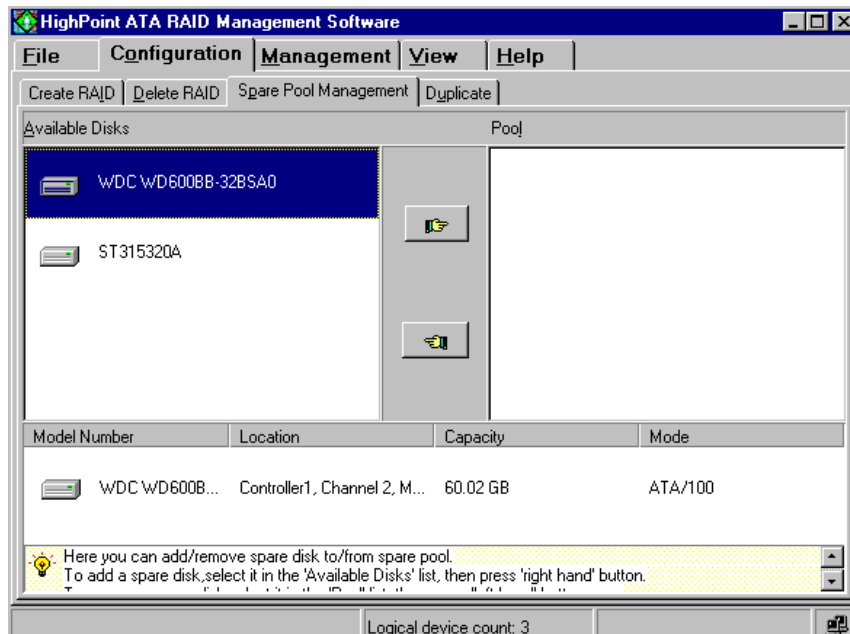 HighPoint ATA RAID Management Software
File Configuration Management View Help
Create RAID Delete RAID Spare Pool Management Duplicate
Available Disks Pool
WDC WD600BB-32BSA0
ST315320A
Model Number Location Capacity Mode
WDC WD600B... Controller1, Channel 2, M... 60.02 GB ATA/100
Here you can add/remove spare disk to/from spare pool.
To add a spare disk,select it in the 'Available Disks' list, then press 'right hand' button.
Logical device count: 3